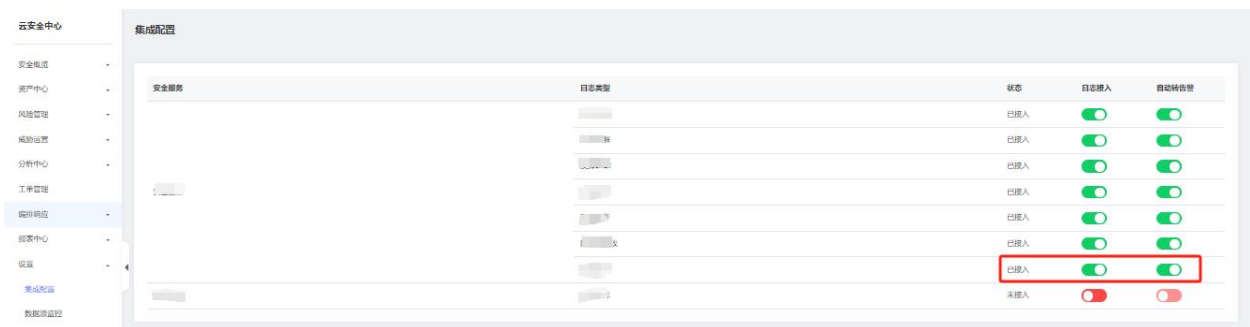 云安全中心
集成配置
安全概览
资产中心
安全服务 日志类型 状态 日志接入 自动转告警
风险管理
已接入
威胁运营
已接入
分析中心
已接入
工单管理
已接入
编排响应
已接入
报表中心
已接入
设置
已接入
集成配置
未接入
数据源监控